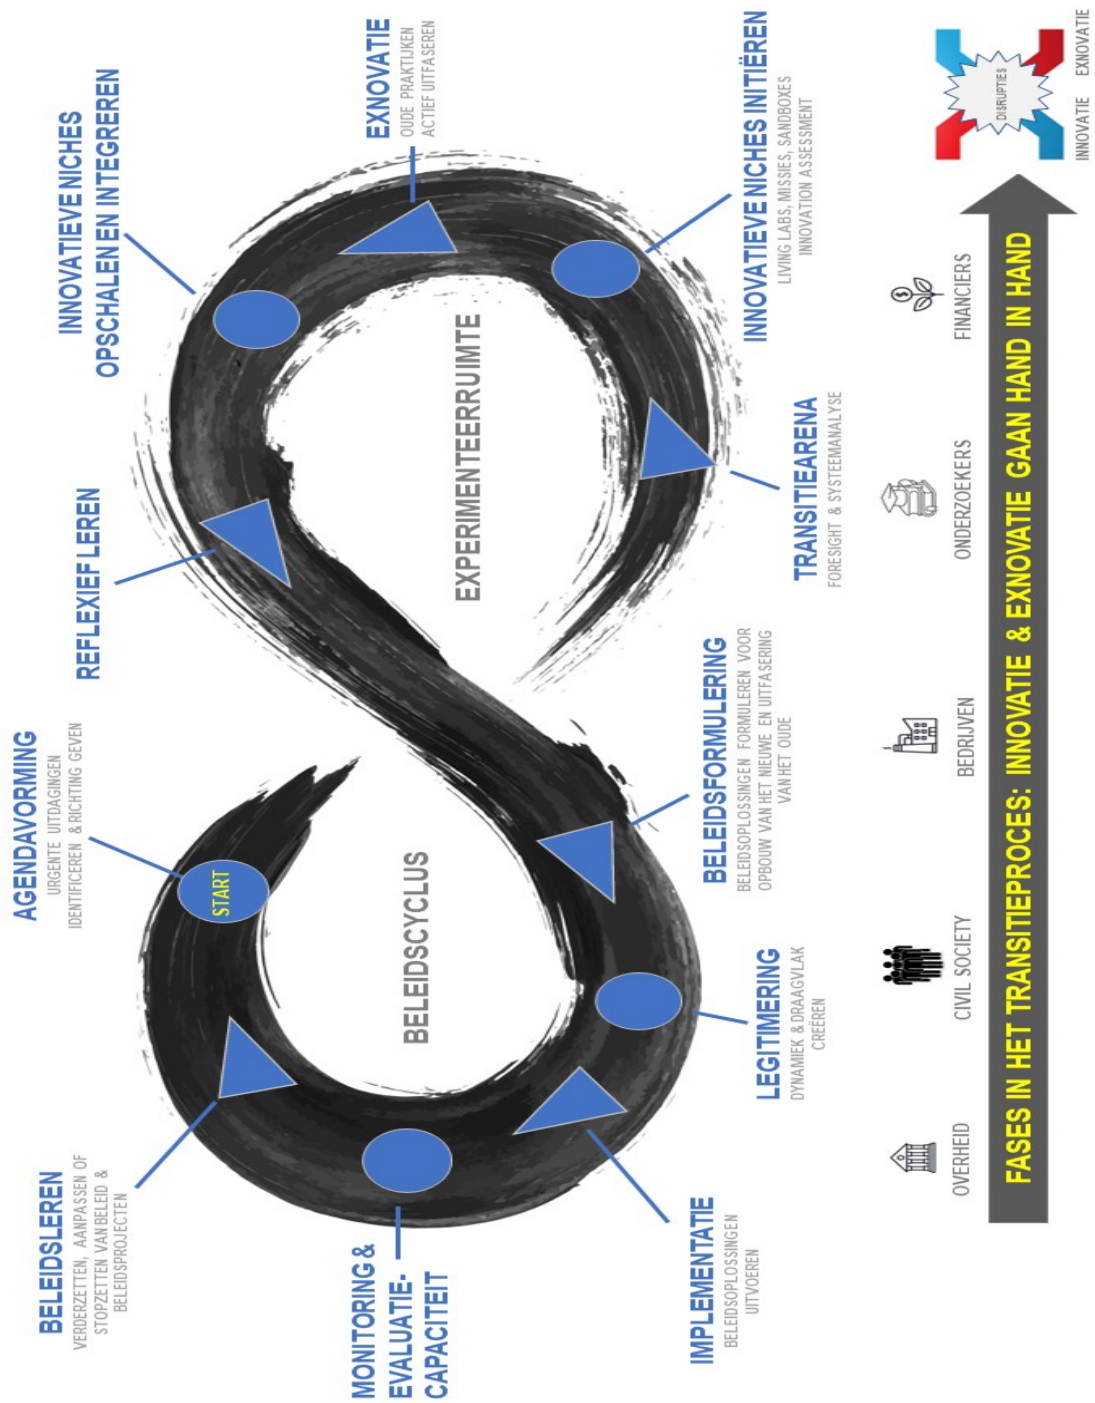 AGENDAVORMING
URGENTE UITDAGINGEN
IDENTIFICEREN & RICHTING GEVEN
START
REFLEXIEF LEREN
INNOVATIEVE NICHES
OPSCHALEN EN INTEGREREN
EXNOVATIE
OUDE PRAKTIJKEN
ACTIEF UITFASEREN
INNOVATIEVE NICHES INITIËREN
LIVING LABS, MISSIES, SANDBOXES
INNOVATION ASSESSMENT
TRANSITIEARENA
FORESIGHT & SYSTEEMANALYSE
EXPERIMENTEERRUIMTE
BELEIDSCYCLUS
BELEIDSFORMULERING
BELEIDSOPLOSSINGEN FORMULEREN VOOR
OPBOUW VAN HET NIEUWE EN UITFASERING
VAN HET OUDE
LEGITIMERING
DYNAMIEK & DRAAGVLAK
CREËREN
IMPLEMENTATIE
BELEIDSOPLOSSINGEN
UITVOEREN
MONITORING &
EVALUATIE-
CAPACITEIT
BELEIDSLEREN
VERDERZETTEN, AANPASSEN OF
STOPZETTEN VAN BELEID &
BELEIDSPROJECTEN
OVERHEID
CIVIL SOCIETY
BEDRIJVEN
ONDERZOEKERS
FINANCIERS
$
DISRUPTIES
INNOVATIE
EXNOVATIE
FASES IN HET TRANSITIEPROCES: INNOVATIE & EXNOVATIE GAAN HAND IN HAND